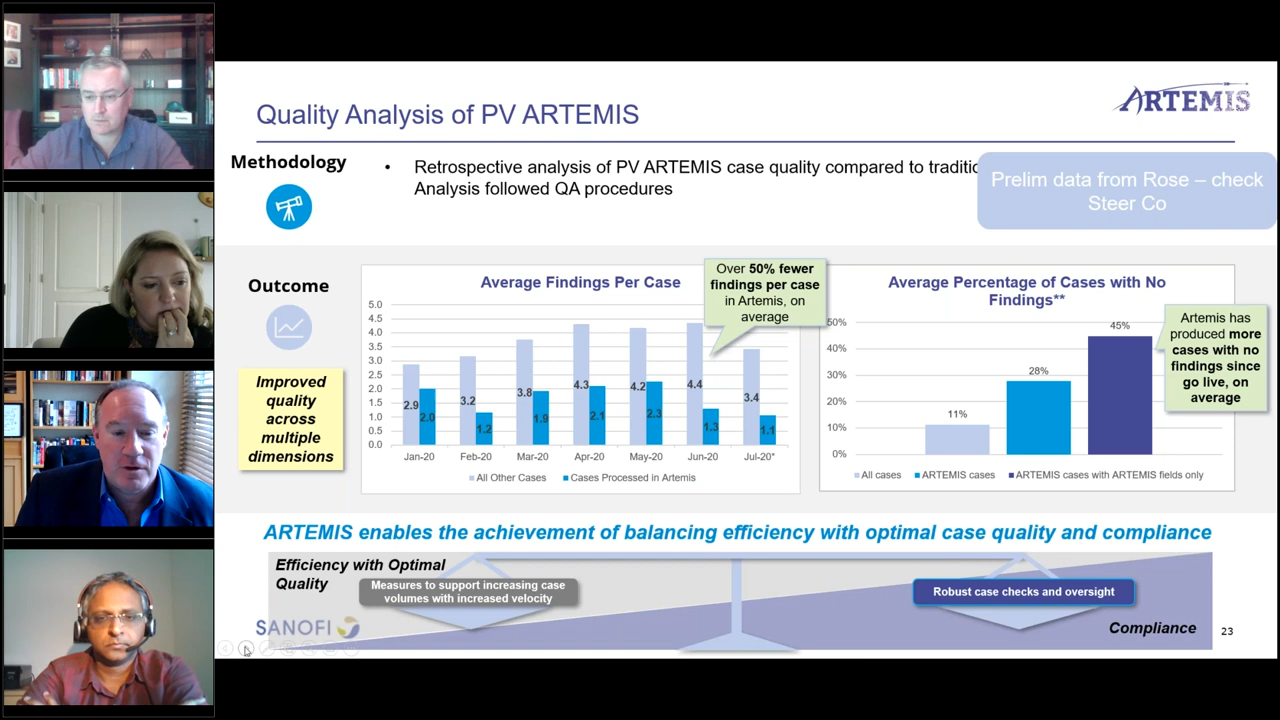 Quality Analysis of PV ARTEMIS
ARTEMIS
Methodology
• Retrospective analysis of PV ARTEMIS case quality compared to traditic
Analysis followed QA procedures
Prelim data from Rose – check
Steer Co
Outcome
Improved
quality
across
multiple
dimensions
Average Findings Per Case
Over 50% fewer
findings per case
in Artemis, on
average
5.0
4.5
4.0
3.5
3.0
2.5
2.0
1.5
1.0
0.5
0.0
2.9
2.0
3.2
1.2
3.8
1.9
4.3
2.1
4.2
2.3
4.4
1.3
3.4
1.1
Jan-20 Feb-20 Mar-20 Apr-20 May-20 Jun-20 Jul-20*
All Other Cases Cases Processed in Artemis
Average Percentage of Cases with No
Findings**
50%
40%
30%
20%
10%
0%
11%
28%
45%
All cases ARTEMIS cases ARTEMIS cases with ARTEMIS fields only
Artemis has
produced more
cases with no
findings since
go live, on
average
ARTEMIS enables the achievement of balancing efficiency with optimal case quality and compliance
Efficiency with Optimal
Quality
Measures to support increasing case
volumes with increased velocity
Robust case checks and oversight
Compliance
SANOFI
23